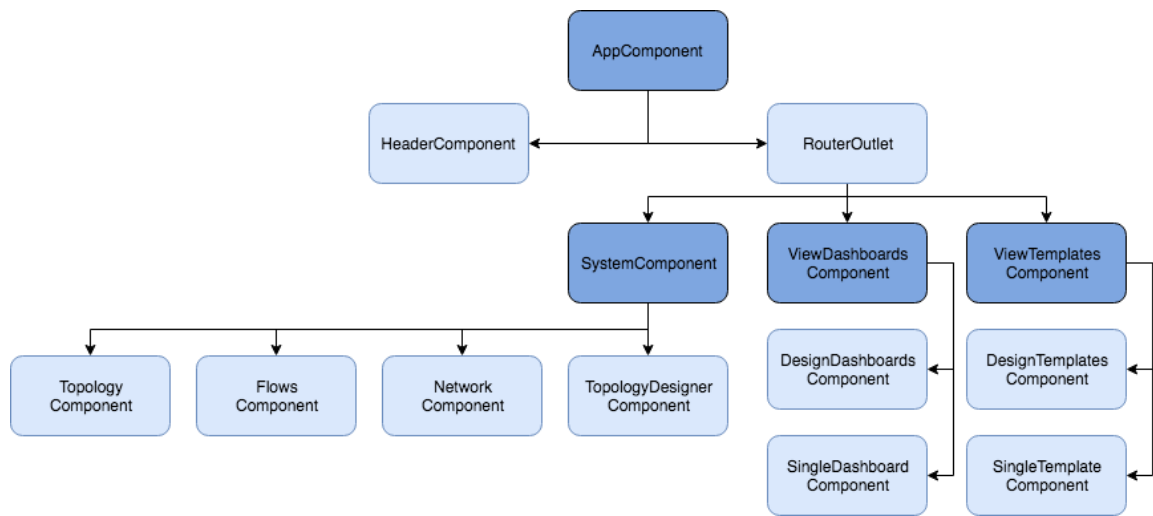 AppComponent
HeaderComponent
RouterOutlet
SystemComponent
ViewDashboards
Component
ViewTemplates
Component
Topology
Component
Flows
Component
Network
Component
TopologyDesigner
Component
DesignDashboards
Component
DesignTemplates
Component
SingleDashboard
Component
SingleTemplate
Component